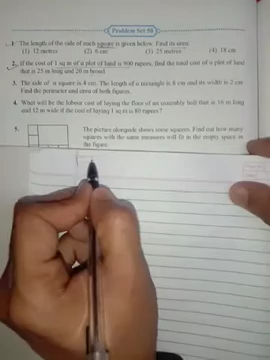 Problem Set 50
1. The length of the side of each square is given below. Find its area.
(1) 12 metres (2) 6 cm (3) 25 metres (4) 18 cm
2. If the cost of 1 sq m of a plot of land is 900 rupees, find the total cost of a plot of land
that is 25 m long and 20 m broad.
3. The side of a square is 4 cm. The length of a rectangle is 8 cm and its width is 2 cm.
Find the perimeter and area of both figures.
4. What will be the labour cost of laying the floor of an assembly hall that is 16 m long
and 12 m wide if the cost of laying 1 sq m is 80 rupees?
5. The picture alongside shows some squares. Find out how many
squares with the same measures will fit in the empty space in
the figure.